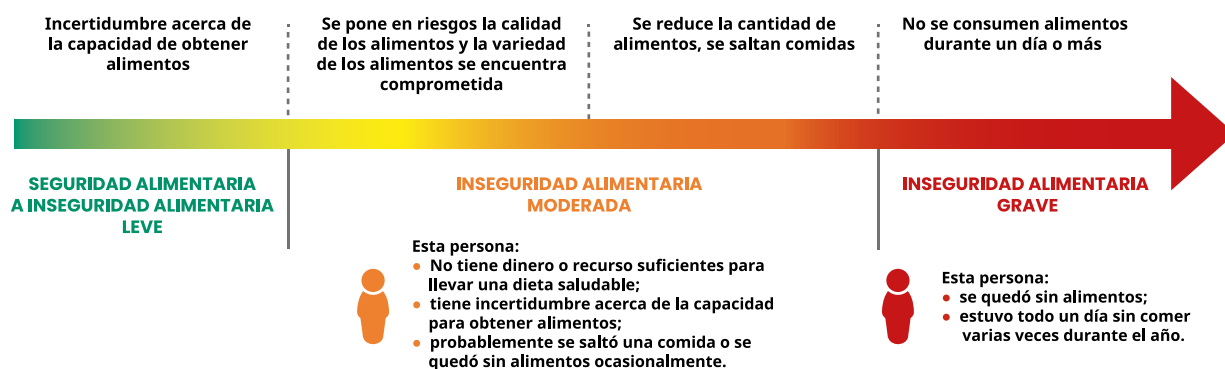 Incertidumbre acerca de
la capacidad de obtener
alimentos
Se pone en riesgos la calidad
de los alimentos y la variedad
de los alimentos se encuentra
comprometida
Se reduce la cantidad de
alimentos, se saltan comidas
No se consumen alimentos
durante un día o más
SEGURIDAD ALIMENTARIA
A INSEGURIDAD ALIMENTARIA
LEVE
INSEGURIDAD ALIMENTARIA
MODERADA
INSEGURIDAD ALIMENTARIA
GRAVE
Esta persona:
● No tiene dinero o recurso suficientes para
llevar una dieta saludable;
● tiene incertidumbre acerca de la capacidad
para obtener alimentos;
● probablemente se saltó una comida o se
quedó sin alimentos ocasionalmente.
Esta persona:
● se quedó sin alimentos;
● estuvo todo un día sin comer
varias veces durante el año.